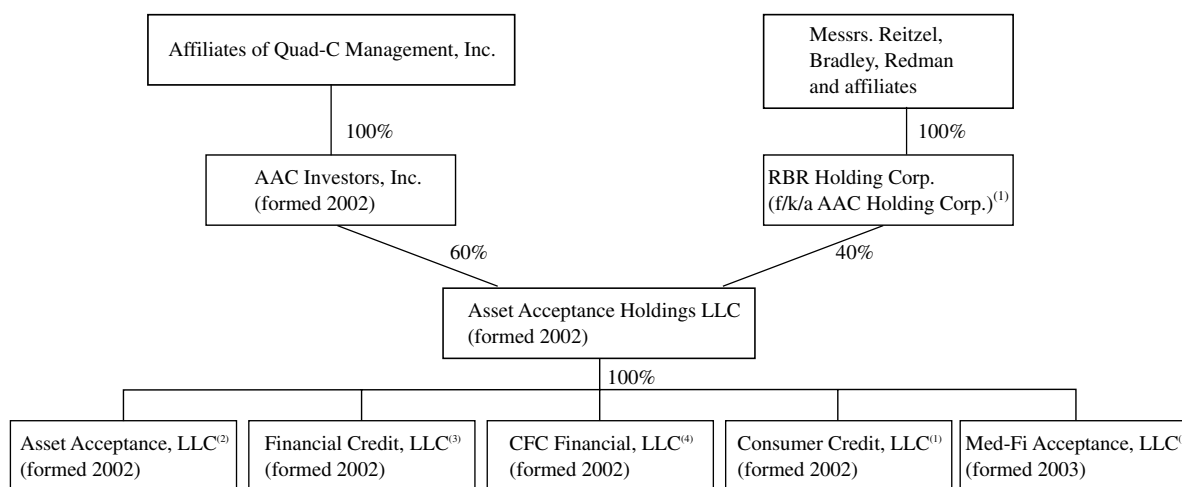 Affiliates of Quad-C Management, Inc.
Messrs. Reitzel,
Bradley, Redman
and affiliates
100%
100%
AAC Investors, Inc.
(formed 2002)
RBR Holding Corp.
(f/k/a AAC Holding Corp.)(1)
60%
40%
Asset Acceptance Holdings LLC
(formed 2002)
100%
Asset Acceptance, LLC(2)
(formed 2002)
Financial Credit, LLC(3)
(formed 2002)
CFC Financial, LLC(4)
(formed 2002)
Consumer Credit, LLC(1)
(formed 2002)
Med-Fi Acceptance, LLC(
(formed 2003)